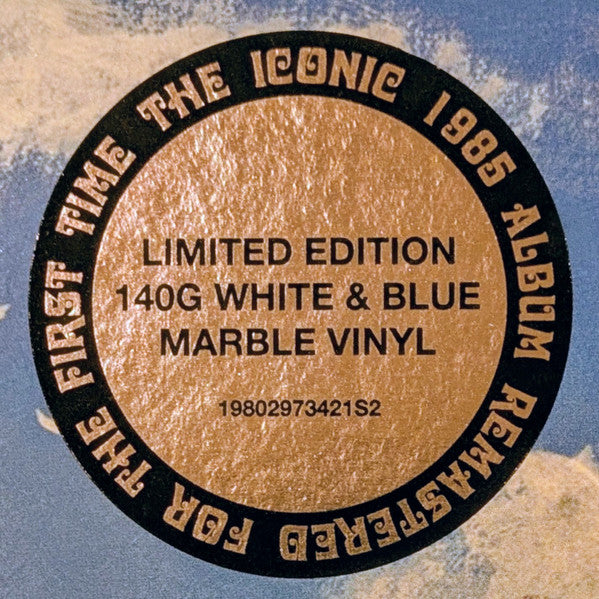 THE ICONIC 1985 ALBUM REMASTERED FOR THE FIRST TIME
LIMITED EDITION
140G WHITE & BLUE
MARBLE VINYL
19802973421S2